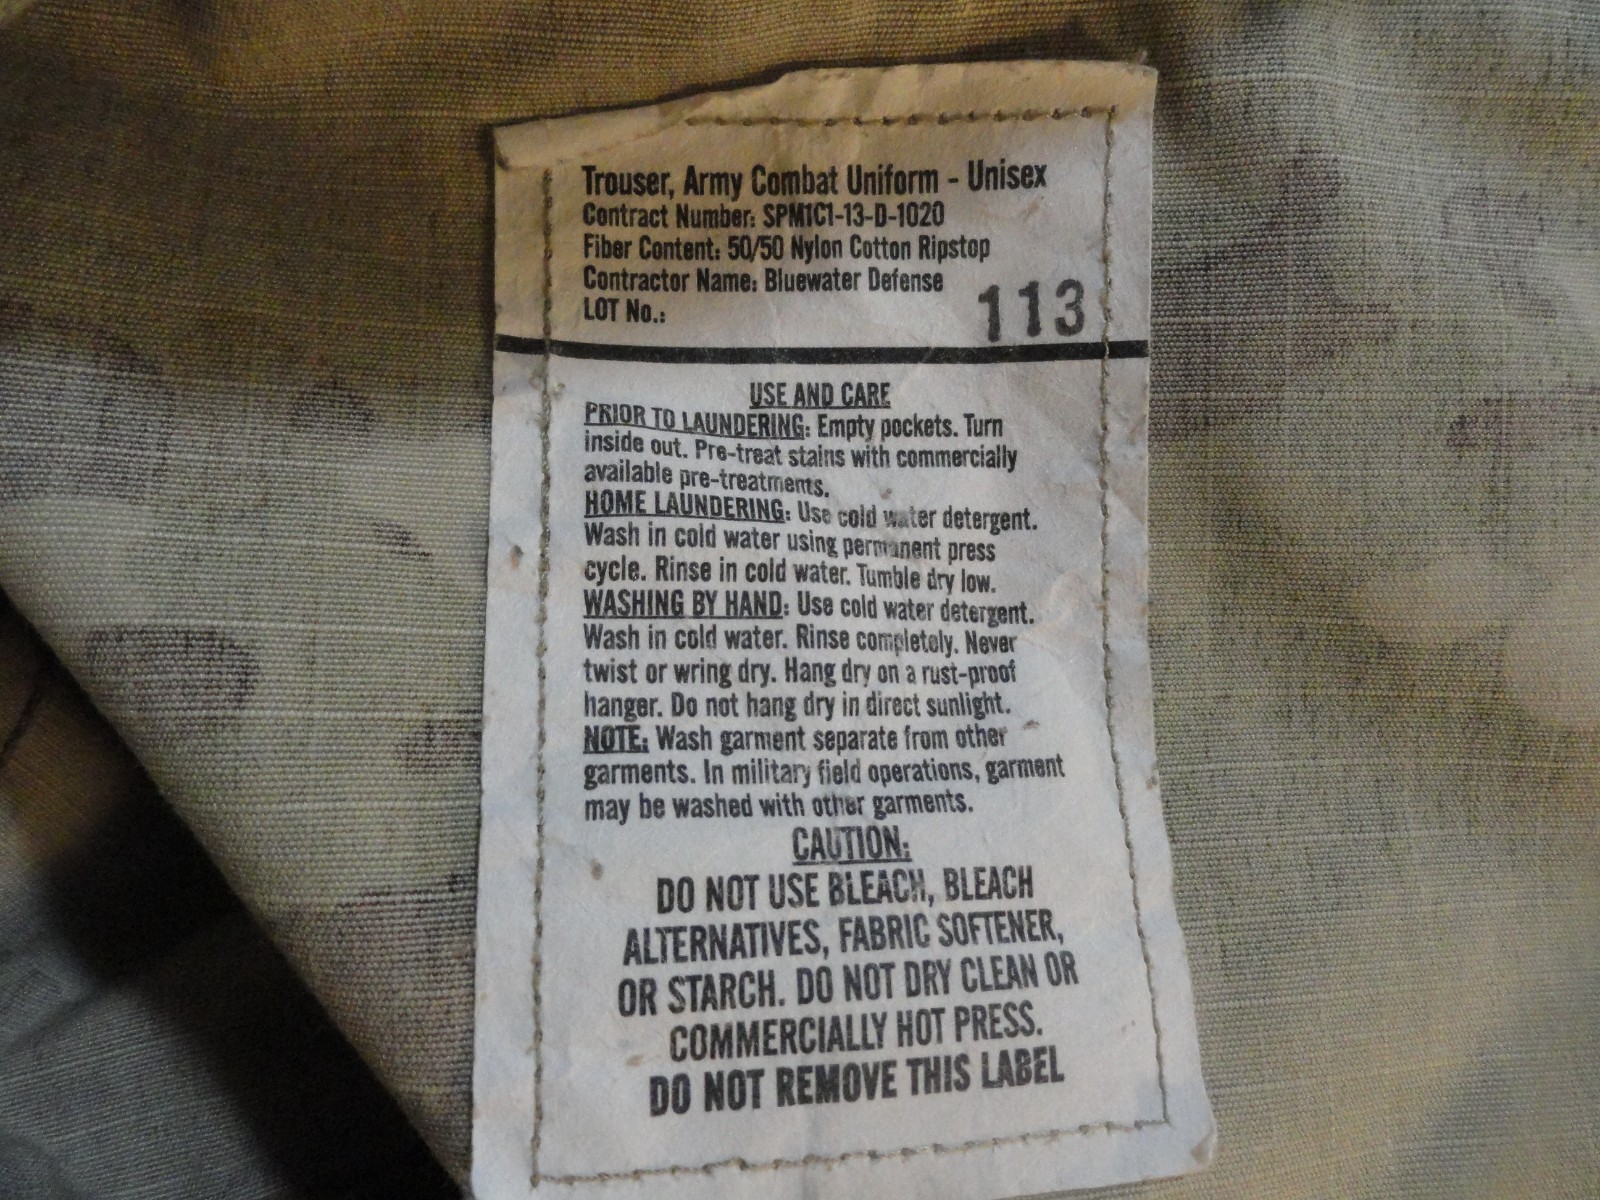 Trouser, Army Combat Uniform - Unisex
Contract Number: SPM1C1-13-D-1020
Fiber Content: 50/50 Nylon Cotton Ripstop
Contractor Name: Bluewater Defense
LOT No.: 113
USE AND CARE
PRIOR TO LAUNDERING: Empty pockets. Turn
inside out. Pre-treat stains with commercially
available pre-treatments.
HOME LAUNDERING: Use cold water detergent.
Wash in cold water using permanent press
cycle. Rinse in cold water. Tumble dry low.
WASHING BY HAND: Use cold water detergent.
Wash in cold water. Rinse completely. Never
twist or wring dry. Hang dry on a rust-proof
hanger. Do not hang dry in direct sunlight.
NOTE: Wash garment separate from other
garments. In military field operations, garment
may be washed with other garments.
CAUTION:
DO NOT USE BLEACH, BLEACH
ALTERNATIVES, FABRIC SOFTENER,
OR STARCH. DO NOT DRY CLEAN OR
COMMERCIALLY HOT PRESS.
DO NOT REMOVE THIS LABEL